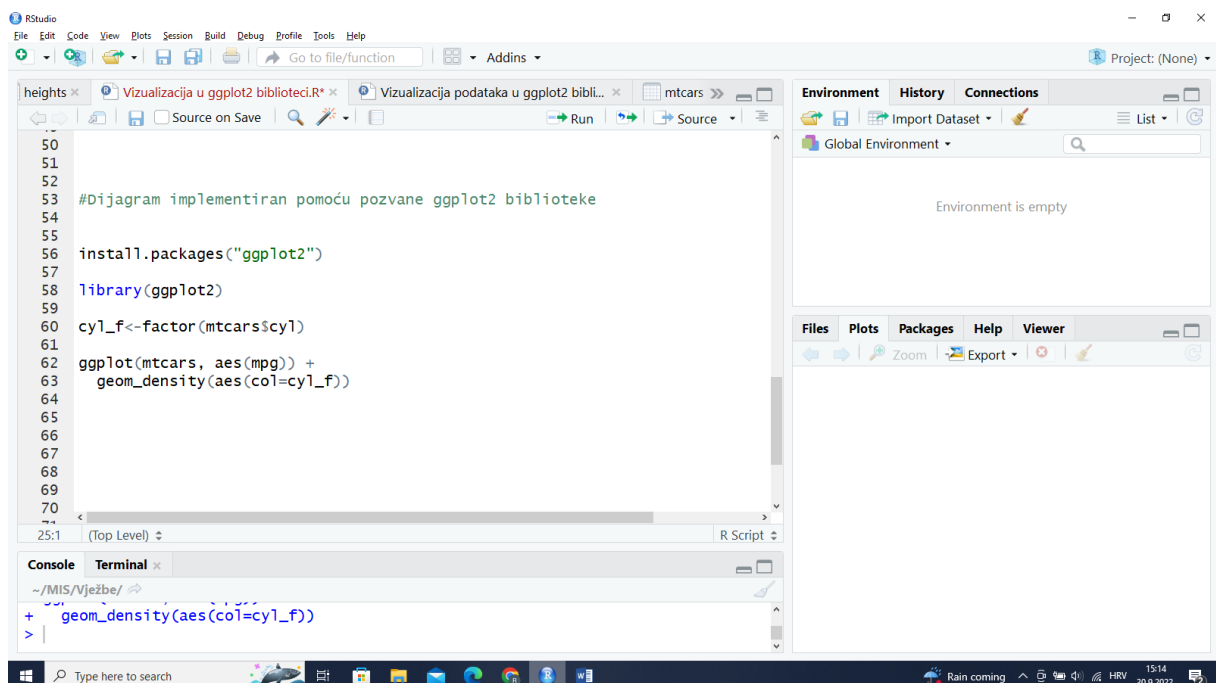 RStudio
File Edit Code View Plots Session Build Debug Profile Tools Help
Go to file/function Addins Project: (None)
heights Vizualizacija u ggplot2 biblioteci.R* Vizualizacija podataka u ggplot2 bibli... mtcars
Source on Save Run Source
50
51
52
53 #Dijagram implementiran pomoću pozvane ggplot2 biblioteke
54
55
56 install.packages("ggplot2")
57
58 library(ggplot2)
59
60 cyl_f<-factor(mtcars$cyl)
61
62 ggplot(mtcars, aes(mpg)) +
63 geom_density(aes(col=cyl_f))
64
65
66
67
68
69
70
25:1 (Top Level) R Script
Console Terminal
~/MIS/Vježbe/
+ geom_density(aes(col=cyl_f))
>
Environment History Connections
Import Dataset List
Global Environment
Environment is empty
Files Plots Packages Help Viewer
Zoom Export
Type here to search
Rain coming HRV 15:14
30.9.2022